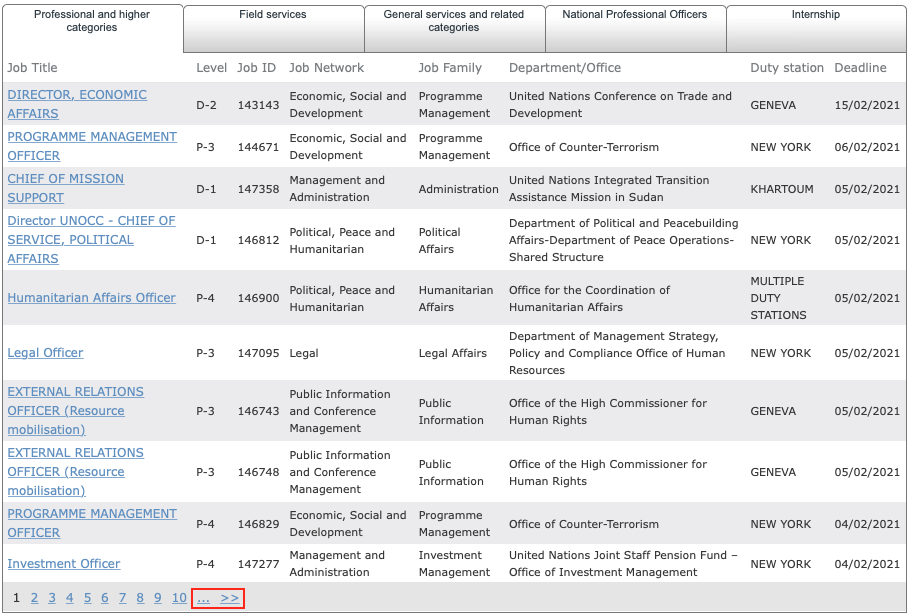 Professional and higher categories	Field services	General services and related categories	National Professional Officers	Internship
Job Title	Level	Job ID	Job Network	Job Family	Department/Office	Duty station	Deadline
DIRECTOR, ECONOMIC AFFAIRS	D-2	143143	Economic, Social and Development	Programme Management	United Nations Conference on Trade and Development	GENEVA	15/02/2021
PROGRAMME MANAGEMENT OFFICER	P-3	144671	Economic, Social and Development	Programme Management	Office of Counter-Terrorism	NEW YORK	06/02/2021
CHIEF OF MISSION SUPPORT	D-1	147358	Management and Administration	Administration	United Nations Integrated Transition Assistance Mission in Sudan	KHARTOUM	05/02/2021
Director UNOCC - CHIEF OF SERVICE, POLITICAL AFFAIRS	D-1	146812	Political, Peace and Humanitarian	Political Affairs	Department of Political and Peacebuilding Affairs-Department of Peace Operations-Shared Structure	NEW YORK	05/02/2021
Humanitarian Affairs Officer	P-4	146900	Political, Peace and Humanitarian	Humanitarian Affairs	Office for the Coordination of Humanitarian Affairs	MULTIPLE DUTY STATIONS	05/02/2021
Legal Officer	P-3	147095	Legal	Legal Affairs	Department of Management Strategy, Policy and Compliance Office of Human Resources	NEW YORK	05/02/2021
EXTERNAL RELATIONS OFFICER (Resource mobilisation)	P-3	146743	Public Information and Conference Management	Public Information	Office of the High Commissioner for Human Rights	GENEVA	05/02/2021
EXTERNAL RELATIONS OFFICER (Resource mobilisation)	P-3	146748	Public Information and Conference Management	Public Information	Office of the High Commissioner for Human Rights	GENEVA	05/02/2021
PROGRAMME MANAGEMENT OFFICER	P-4	146829	Economic, Social and Development	Programme Management	Office of Counter-Terrorism	NEW YORK	04/02/2021
Investment Officer	P-4	147277	Management and Administration	Investment Management	United Nations Joint Staff Pension Fund – Office of Investment Management	NEW YORK	04/02/2021
1 2 3 4 5 6 7 8 9 10 ... >>